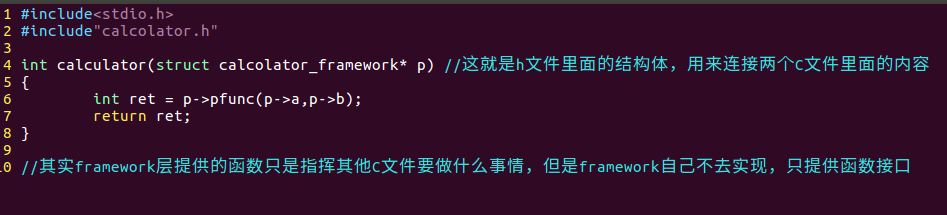 1 #include<stdio.h>
2 #include"calcolator.h"
3
4 int calculator(struct calcolator_framework* p) //这就是h文件里面的结构体，用来连接两个C文件里面的内容
5 {
6         int ret = p->pfunc(p->a,p->b);
7         return ret;
8 }
9
10 //其实framework层提供的函数只是指挥其他C文件要做什么事情，但是framework自己不去实现，只提供函数接口